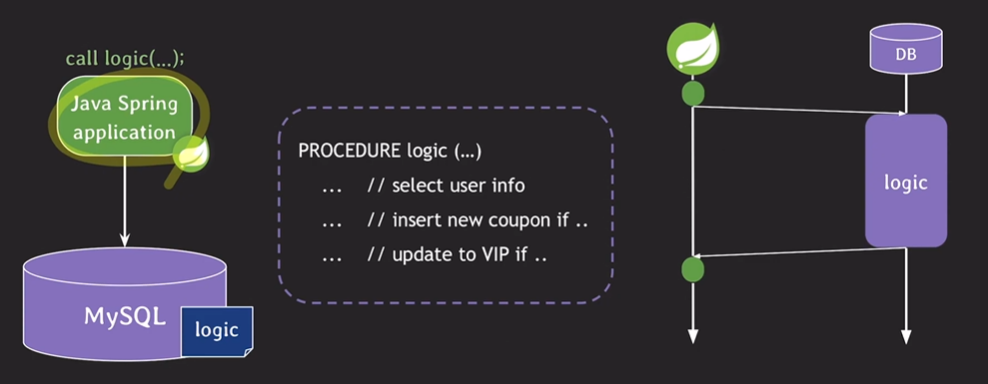 call logic(...);
Java Spring
application
MySQL
logic
PROCEDURE logic (...)
... // select user info
... // insert new coupon if ..
... // update to VIP if ..
DB
logic